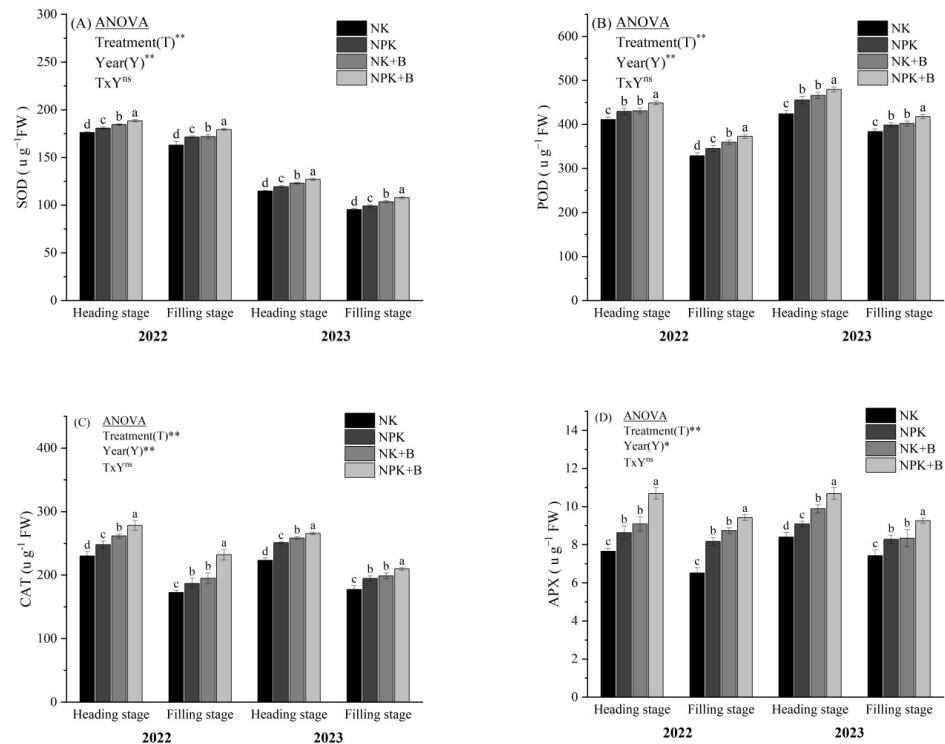 (A) ANOVA
Treatment(T)**
Year(Y)**
TxYns
NK
NPK
NK+B
NPK+B
SOD ( u g⁻¹FW )
300
250
200
150
100
50
0
d c b a
d c b a
d c b a
d c b a
Heading stage Filling stage Heading stage Filling stage
2022 2023
(B) ANOVA
Treatment(T)**
Year(Y)**
TxYns
NK
NPK
NK+B
NPK+B
POD ( u g⁻¹ FW )
600
500
400
300
200
100
0
c b b a
d c b a
c b b a
c b b a
Heading stage Filling stage Heading stage Filling stage
2022 2023
(C) ANOVA
Treatment(T)**
Year(Y)**
TxYns
NK
NPK
NK+B
NPK+B
CAT ( u g⁻¹ FW)
400
300
200
100
0
d c b a
c b b a
d c b a
c b b a
Heading stage Filling stage Heading stage Filling stage
2022 2023
(D) ANOVA
Treatment(T)**
Year(Y)*
TxYns
NK
NPK
NK+B
NPK+B
APX ( u g⁻¹ FW )
14
12
10
8
6
4
2
0
c b b a
c b b a
d c b a
c b b a
Heading stage Filling stage Heading stage Filling stage
2022 2023